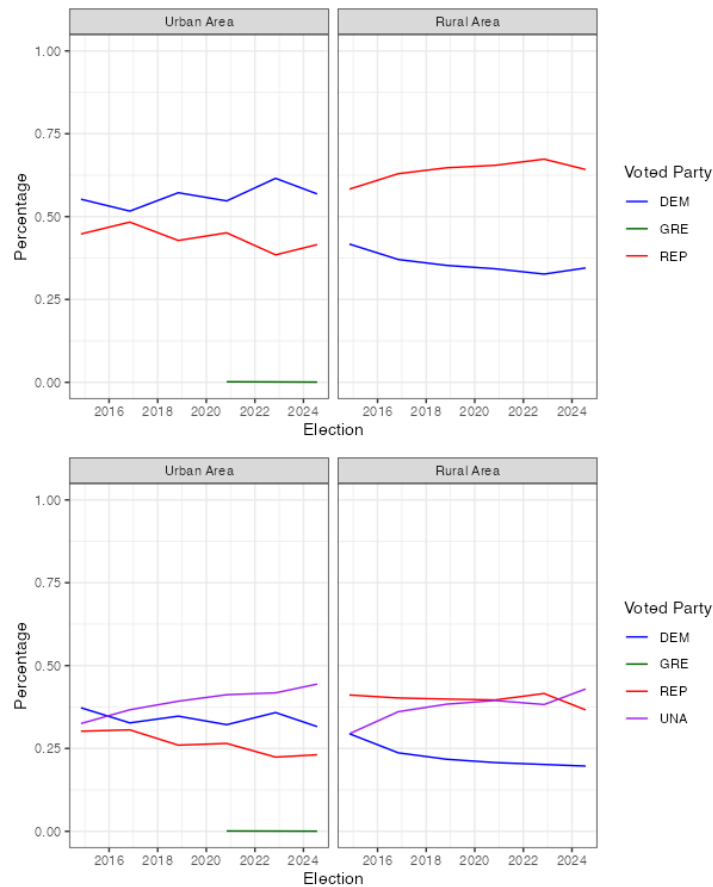 Urban Area
Rural Area
1.00
0.75
0.50
0.25
0.00
Percentage
2016 2018 2020 2022 2024
2016 2018 2020 2022 2024
Election
Voted Party
DEM
GRE
REP
Urban Area
Rural Area
1.00
0.75
0.50
0.25
0.00
Percentage
2016 2018 2020 2022 2024
2016 2018 2020 2022 2024
Election
Voted Party
DEM
GRE
REP
UNA